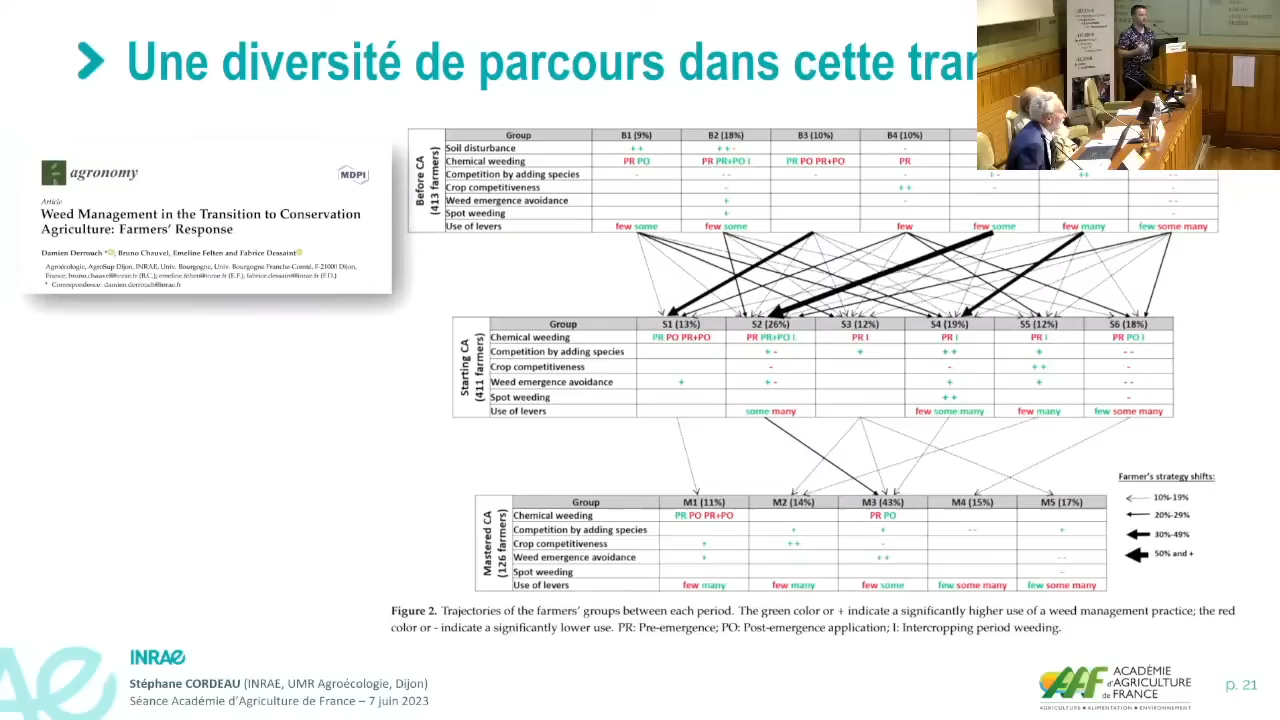 Une diversité de parcours dans cette tran
agronomy
MDPI
Article
Weed Management in the Transition to Conservation
Agriculture: Farmers' Response
Damien Derrouch *, Bruno Chauvel, Emeline Felten and Fabrice Dessaint
Agroécologie, AgroSup Dijon, INRAE, Univ. Bourgogne, Univ. Bourgogne Franche-Comté, F-21000 Dijon,
France; bruno.chauvel@inrae.fr (B.C.); emeline.felten@inrae.fr (E.F.); fabrice.dessaint@inrae.fr (F.D.)
* Correspondence: damien.derrouch@inrae.fr
Before CA
(413 farmers)
Group B1 (9%) B2 (18%) B3 (10%) B4 (10%)
Soil disturbance ++ ++- -
Chemical weeding PR PO PR PR+PO I PR PO PR+PO PR
Competition by adding species - -- - - +- ++ --
Crop competitiveness - ++ - -
Weed emergence avoidance + - -
Spot weeding + -
Use of levers few some few some few few some few many few some many
Starting CA
(411 farmers)
Group S1 (13%) S2 (26%) S3 (12%) S4 (19%) S5 (12%) S6 (18%)
Chemical weeding PR PO PR+PO PR PR+PO I PR I PR I PR I PR PO I
Competition by adding species +- + ++ + --
Crop competitiveness - - ++ -
Weed emergence avoidance + +- + + --
Spot weeding ++ -
Use of levers some many few some many few many few some many
Mastered CA
(126 farmers)
Group M1 (11%) M2 (14%) M3 (43%) M4 (15%) M5 (17%)
Chemical weeding PR PO PR+PO PR PO
Competition by adding species + + -- +
Crop competitiveness + ++ -
Weed emergence avoidance + ++ --
Spot weeding -
Use of levers few many few many few some few some many few some many
Farmer's strategy shifts:
10%-19%
20%-29%
30%-49%
50% and +
Figure 2. Trajectories of the farmers' groups between each period. The green color or + indicate a significantly higher use of a weed management practice; the red
color or - indicate a significantly lower use. PR: Pre-emergence; PO: Post-emergence application; I: Intercropping period weeding.
INRAE
Stéphane CORDEAU (INRAE, UMR Agroécologie, Dijon)
Séance Académie d'Agriculture de France – 7 juin 2023
AAF
ACADÉMIE
d'AGRICULTURE
de FRANCE
AGRICULTURE • ALIMENTATION • ENVIRONNEMENT
p. 21